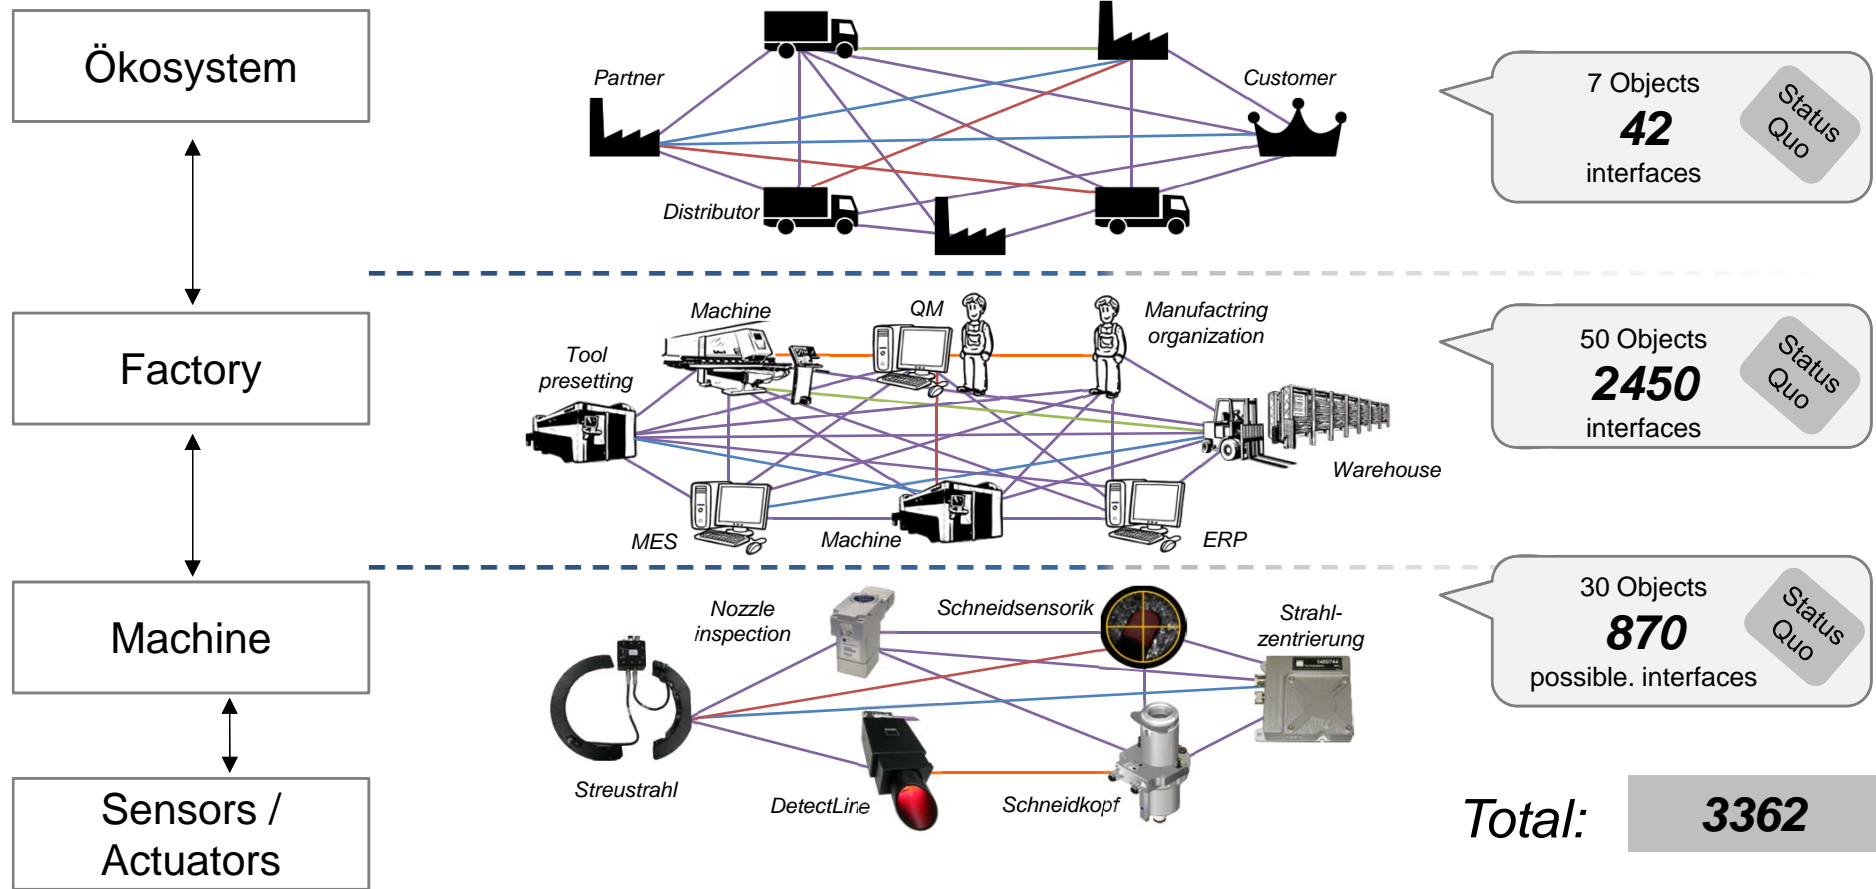 Ökosystem
Partner
Customer
Distributor
7 Objects
42
interfaces
Status
Quo
Factory
Machine
QM
Manufactring
organization
Tool
presetting
Warehouse
MES
Machine
ERP
50 Objects
2450
interfaces
Status
Quo
Machine
Nozzle
inspection
Schneidsensorik
Strahl-
zentrierung
Streustrahl
DetectLine
Schneidkopf
30 Objects
870
possible. interfaces
Status
Quo
Sensors /
Actuators
Total:
3362